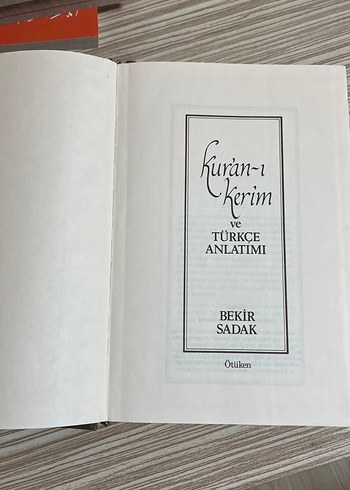 Kur'an-ı
Kerim
ve
TÜRKÇE
ANLATIMI
BEKİR
SADAK
Ötüken